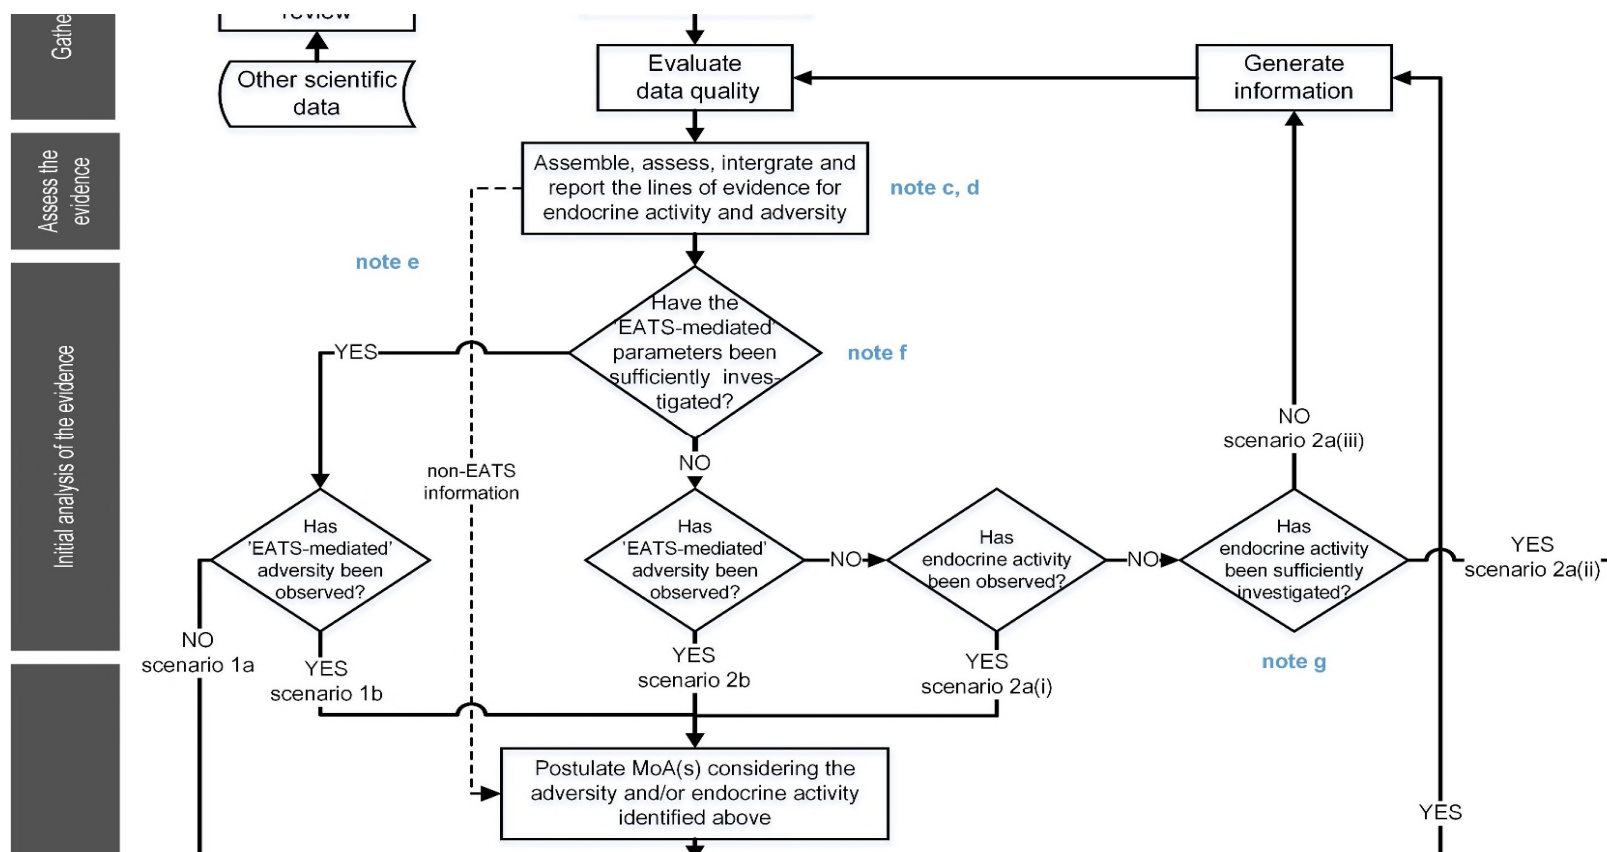 Gathe
review
Other scientific
data
Evaluate
data quality
Generate
information
Assess the
evidence
Assemble, assess, intergrate and
report the lines of evidence for
endocrine activity and adversity
note c, d
note e
Have the
'EATS-mediated'
parameters been
sufficiently inves-
tigated?
note f
YES
NO
non-EATS
information
NO
scenario 2a(iii)
Initial analysis of the evidence
Has
'EATS-mediated'
adversity been
observed?
Has
'EATS-mediated'
adversity been
observed?
NO
Has
endocrine activity
been observed?
NO
Has
endocrine activity
been sufficiently
investigated?
YES
scenario 2a(ii)
NO
scenario 1a
YES
scenario 1b
YES
scenario 2b
YES
scenario 2a(i)
note g
Postulate MoA(s) considering the
adversity and/or endocrine activity
identified above
YES